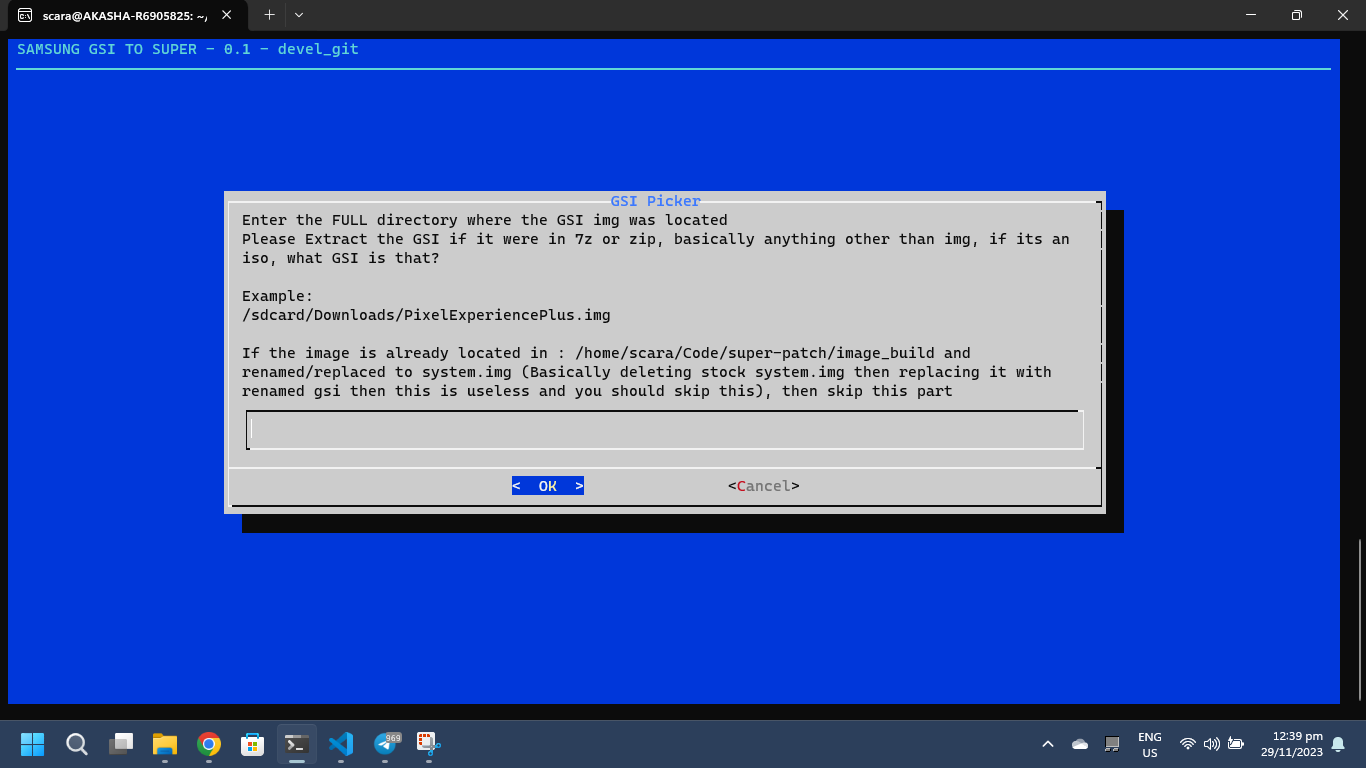 scara@AKASHA-R6905825: ~,
SAMSUNG GSI TO SUPER - 0.1 - devel_git
GSI Picker
Enter the FULL directory where the GSI img was located
Please Extract the GSI if it were in 7z or zip, basically anything other than img, if its an
iso, what GSI is that?
Example:
/sdcard/Downloads/PixelExperiencePlus.img
If the image is already located in : /home/scara/Code/super-patch/image_build and
renamed/replaced to system.img (Basically deleting stock system.img then replacing it with
renamed gsi then this is useless and you should skip this), then skip this part
<  OK  >
<Cancel>
969
ENG
US
12:39 pm
29/11/2023